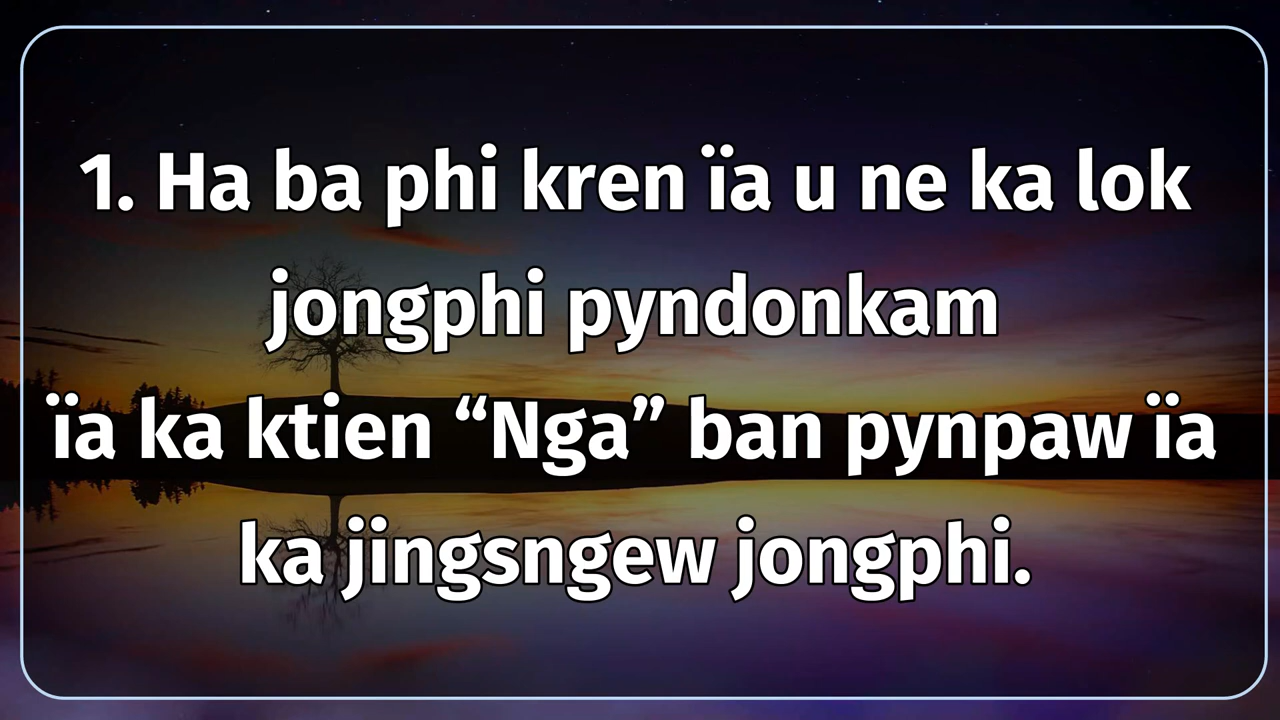 1. Ha ba phi kren ïa u ne ka lok
jongphi pyndonkam
ïa ka ktien “Nga” ban pynpaw ïa
ka jingsngew jongphi.